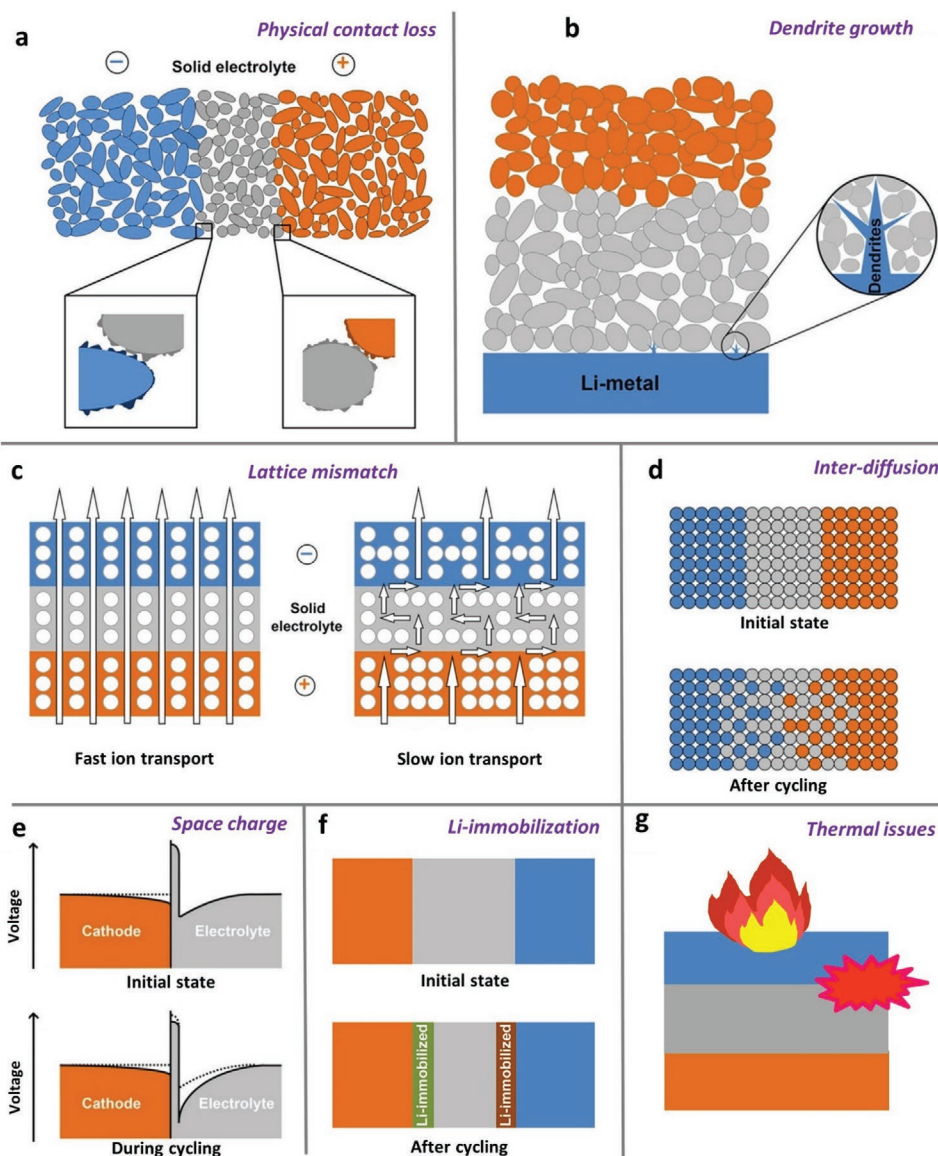 a
Physical contact loss
− Solid electrolyte +
b
Dendrite growth
Dendrites
Li-metal
c
Lattice mismatch
−
Solid
electrolyte
+
Fast ion transport
Slow ion transport
d
Inter-diffusion
Initial state
After cycling
e
Space charge
Voltage
Cathode
Electrolyte
Initial state
Voltage
Cathode
Electrolyte
During cycling
f
Li-immobilization
Initial state
Li-immobilized
Li-immobilized
After cycling
g
Thermal issues